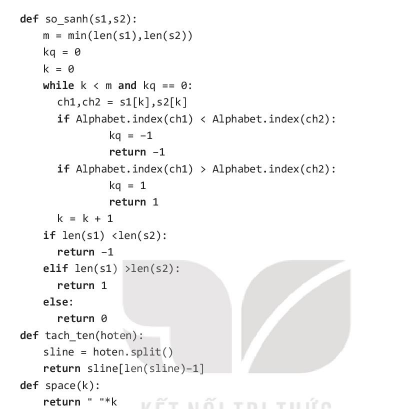 def so_sanh(s1,s2):
    m = min(len(s1),len(s2))
    kq = 0
    k = 0
    while k < m and kq == 0:
        ch1,ch2 = s1[k],s2[k]
        if Alphabet.index(ch1) < Alphabet.index(ch2):
            kq = –1
            return –1
        if Alphabet.index(ch1) > Alphabet.index(ch2):
            kq = 1
            return 1
        k = k + 1
    if len(s1) <len(s2):
        return –1
    elif len(s1) >len(s2):
        return 1
    else:
        return 0
def tach_ten(hoten):
    sline = hoten.split()
    return sline[len(sline)–1]
def space(k):
    return " "*k
KẾT NỐI TRI THỨC